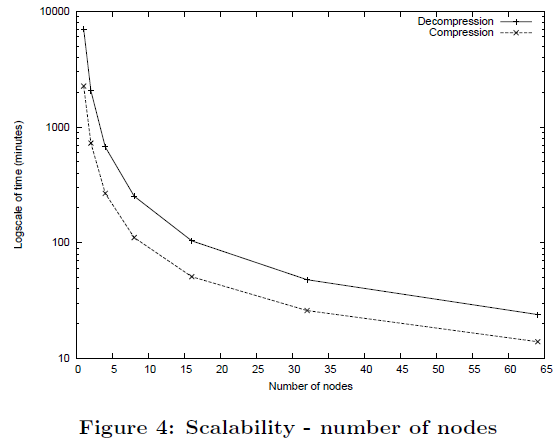 10000
Decompression
Compression
1000
Logscale of time (minutes)
100
10
0 5 10 15 20 25 30 35 40 45 50 55 60 65
Number of nodes
Figure 4: Scalability - number of nodes